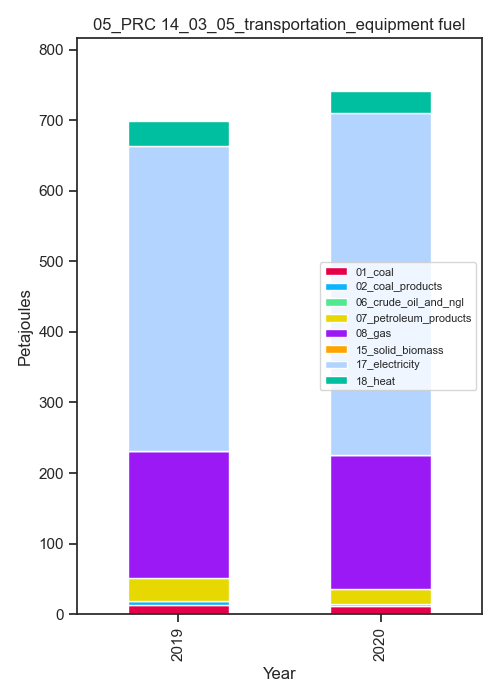 05_PRC 14_03_05_transportation_equipment fuel
800
700
600
500
400
300
200
100
0
Petajoules
01_coal
02_coal_products
06_crude_oil_and_ngl
07_petroleum_products
08_gas
15_solid_biomass
17_electricity
18_heat
2019
2020
Year